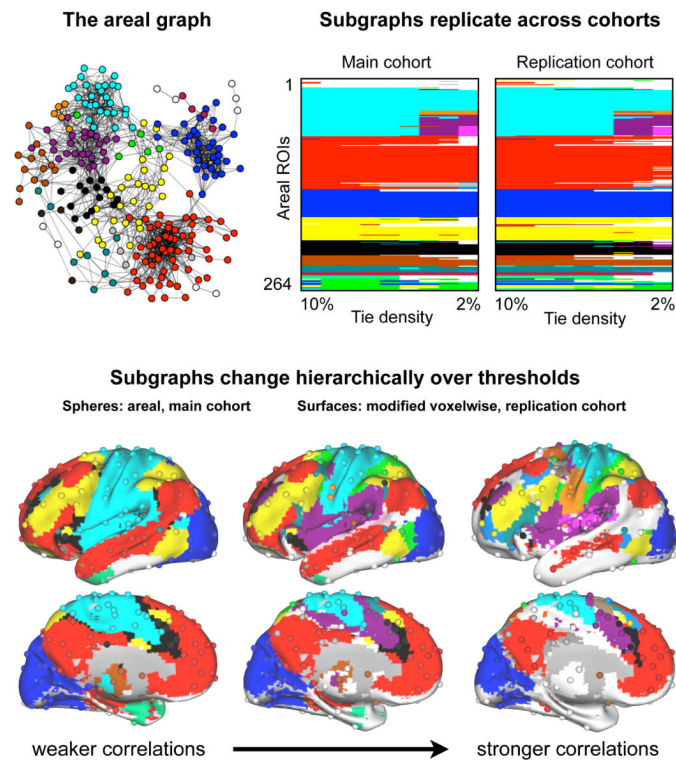 The areal graph
Subgraphs replicate across cohorts
Main cohort
Replication cohort
1
Areal ROIs
264
10%
2%
10%
2%
Tie density
Tie density
Subgraphs change hierarchically over thresholds
Spheres: areal, main cohort
Surfaces: modified voxelwise, replication cohort
weaker correlations
stronger correlations